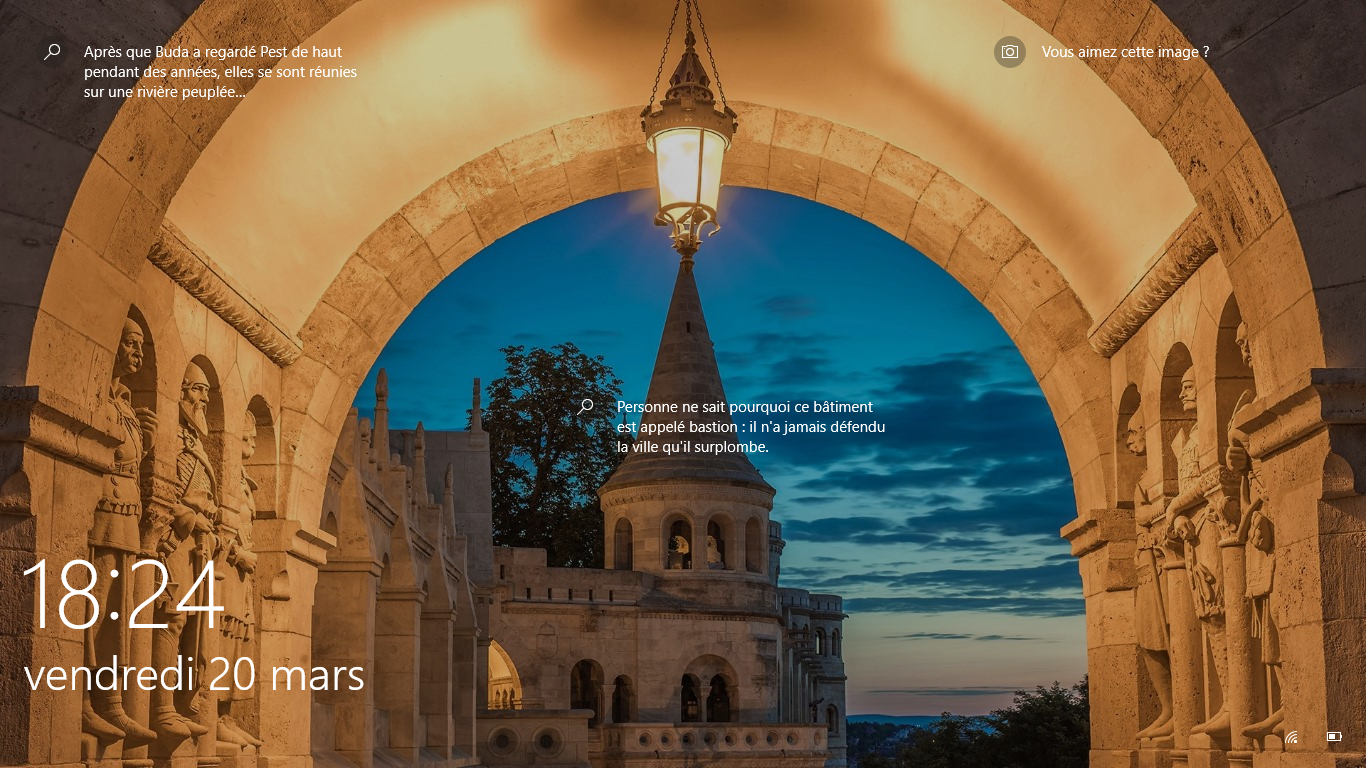 Après que Buda a regardé Pest de haut
pendant des années, elles se sont réunies
sur une rivière peuplée...
Vous aimez cette image ?
Personne ne sait pourquoi ce bâtiment
est appelé bastion : il n'a jamais défendu
la ville qu'il surplombe.
18:24
vendredi 20 mars